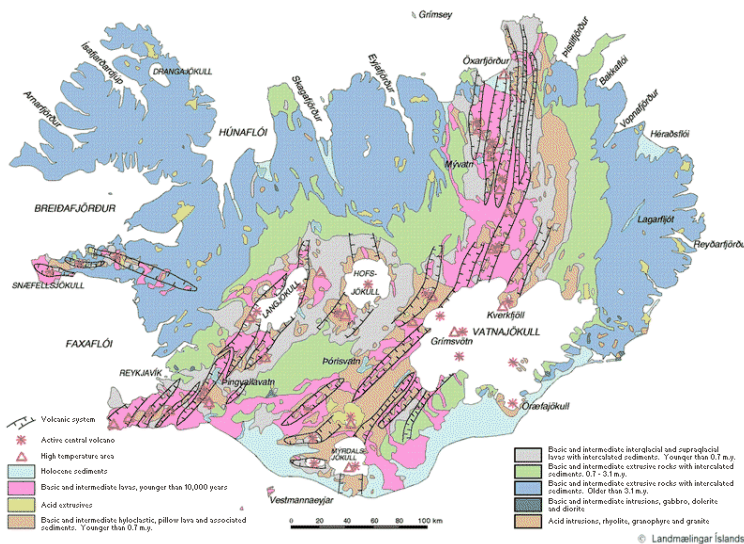 Grímsey
Ísafjarðardjúp
DRANGAJÖKULL
Arnarfjörður
HÚNAFLÓI
Skagafjörður
Eyjafjörður
Öxarfjörður
Þistilfjörður
Bakkaflói
Vopnafjörður
Héraðsflói
Mývatn
BREIÐAFJÖRÐUR
Lagarfljót
Reyðarfjörður
SNÆFELLSJÖKULL
LANGJÖKULL
HOFS-
JÖKULL
Kverkfjöll
VATNAJÖKULL
Grímsvötn
FAXAFLÓI
REYKJAVÍK
Þingvallavatn
Þórisvatn
Öræfajökull
MÝRDALS-
JÖKULL
Vestmannaeyjar
Volcanic system
Active central volcano
High temperature area
Holocene sediments
Basic and intermediate lavas, younger than 10,000 years
Acid extrusives
Basic and intermediate hyloclastic, pillow lava and associated
sediments. Younger than 0.7 m.y.
0 20 40 60 80 100 km
Basic and intermediate interglacial and supraglacial
lavas with intercalated sediments. Younger than 0.7 m.y.
Basic and intermediate extrusive rocks with intercalated
sediments. 0.7 - 3.1 m.y.
Basic and intermediate extrusive rocks with intercalated
sediments. Older than 3.1 m.y.
Basic and intermediate intrusions, gabbro, dolerite
and diorite
Acid intrusions, rhyolite, granophyre and granite
© Landmælingar Íslands